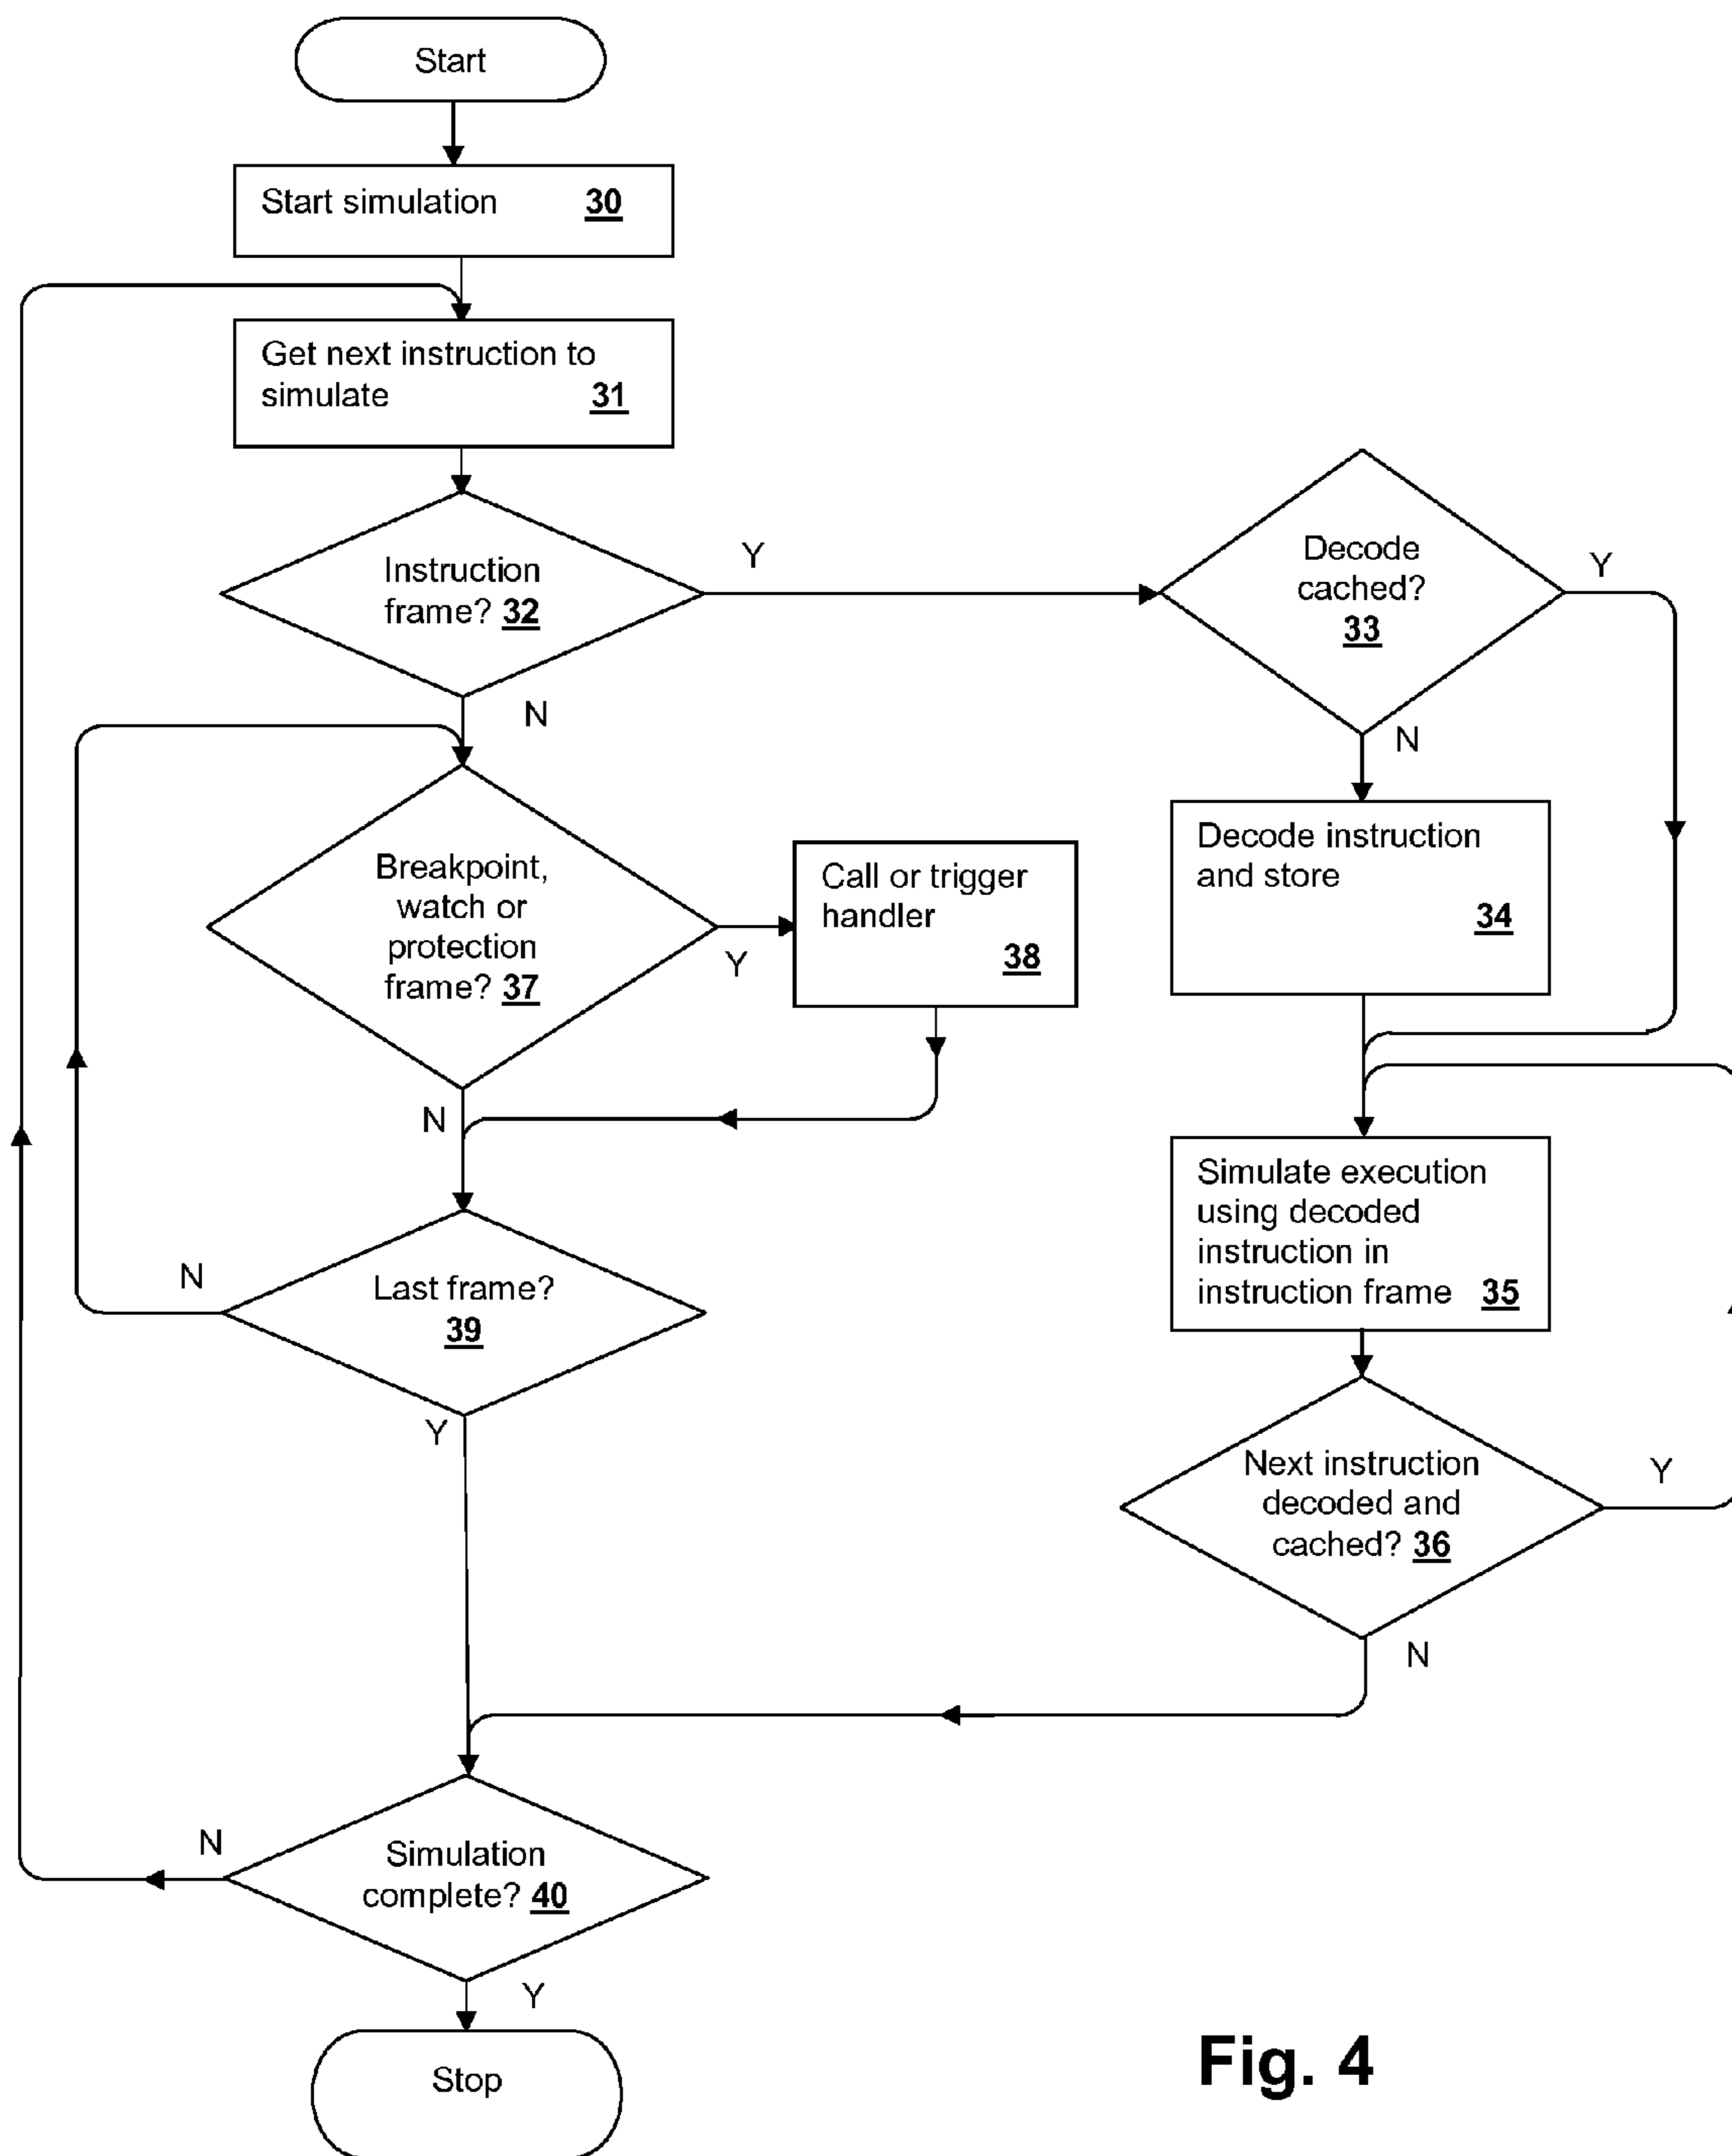 Start
Start simulation 30
Get next instruction to
simulate 31
Instruction
frame? 32
Y
N
Decode
cached?
33
Y
N
Decode instruction
and store
34
Breakpoint,
watch or
protection
frame? 37
Y
N
Call or trigger
handler
38
Simulate execution
using decoded
instruction in
instruction frame 35
Last frame?
39
N
Y
Next instruction
decoded and
cached? 36
Y
N
Simulation
complete? 40
N
Y
Stop
Fig. 4